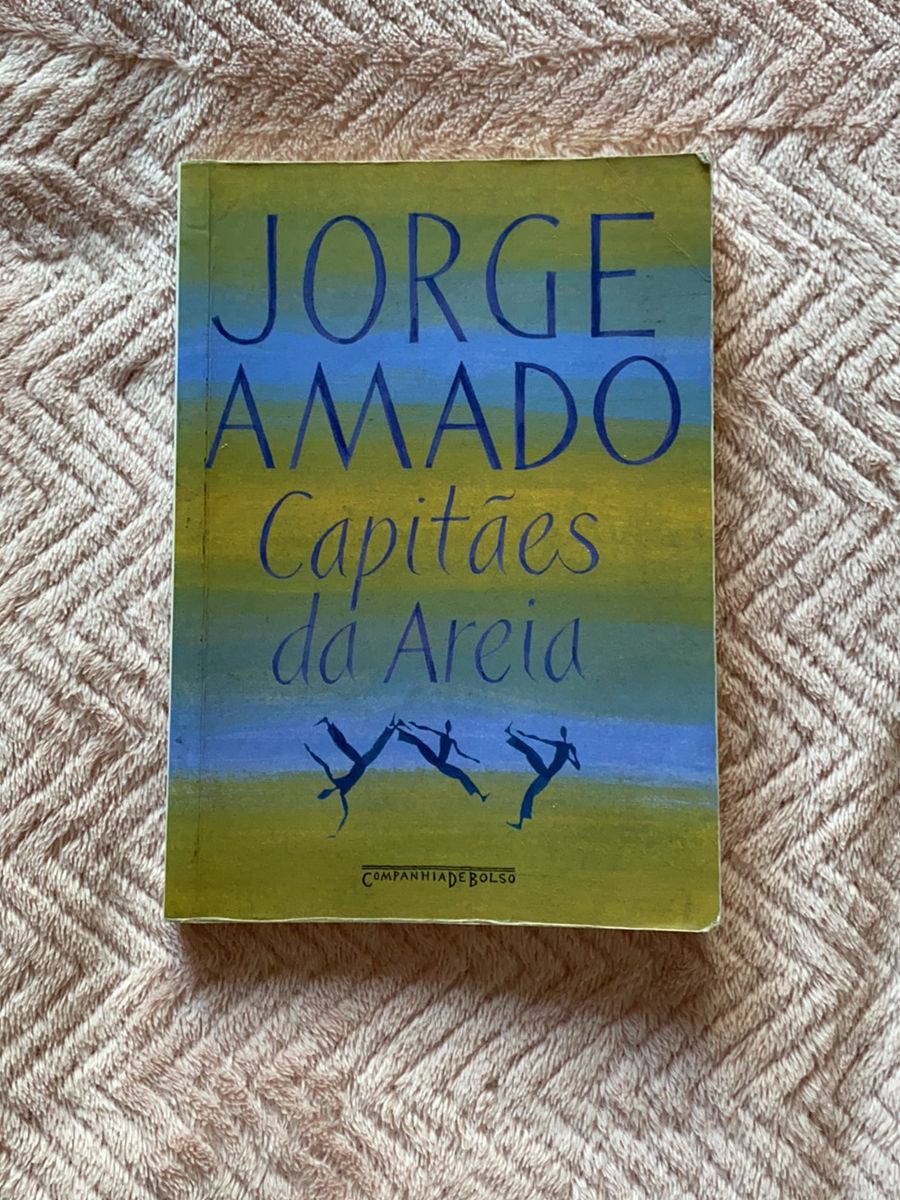 JORGE
AMADO
Capitães
da Areia
COMPANHIADEBOLSO